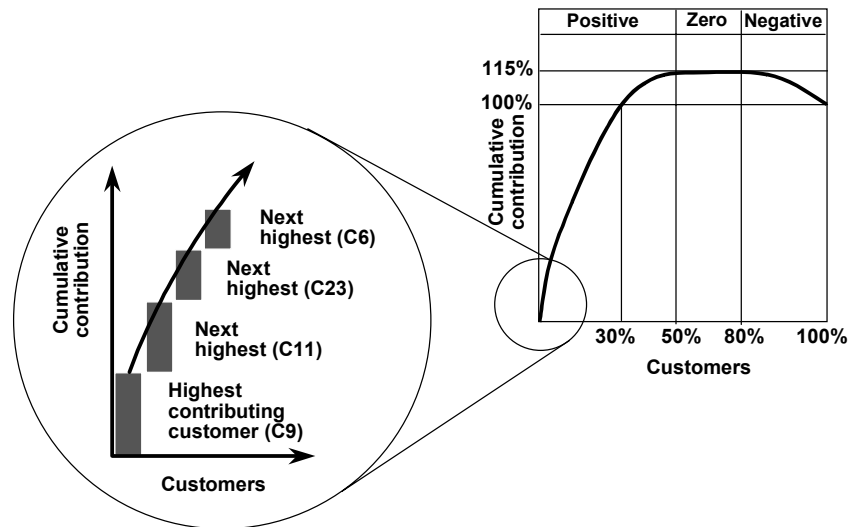 Positive Zero Negative
115%
100%
Cumulative
contribution
30% 50% 80% 100%
Customers
Cumulative
contribution
Next
highest (C6)
Next
highest (C23)
Next
highest (C11)
Highest
contributing
customer (C9)
Customers